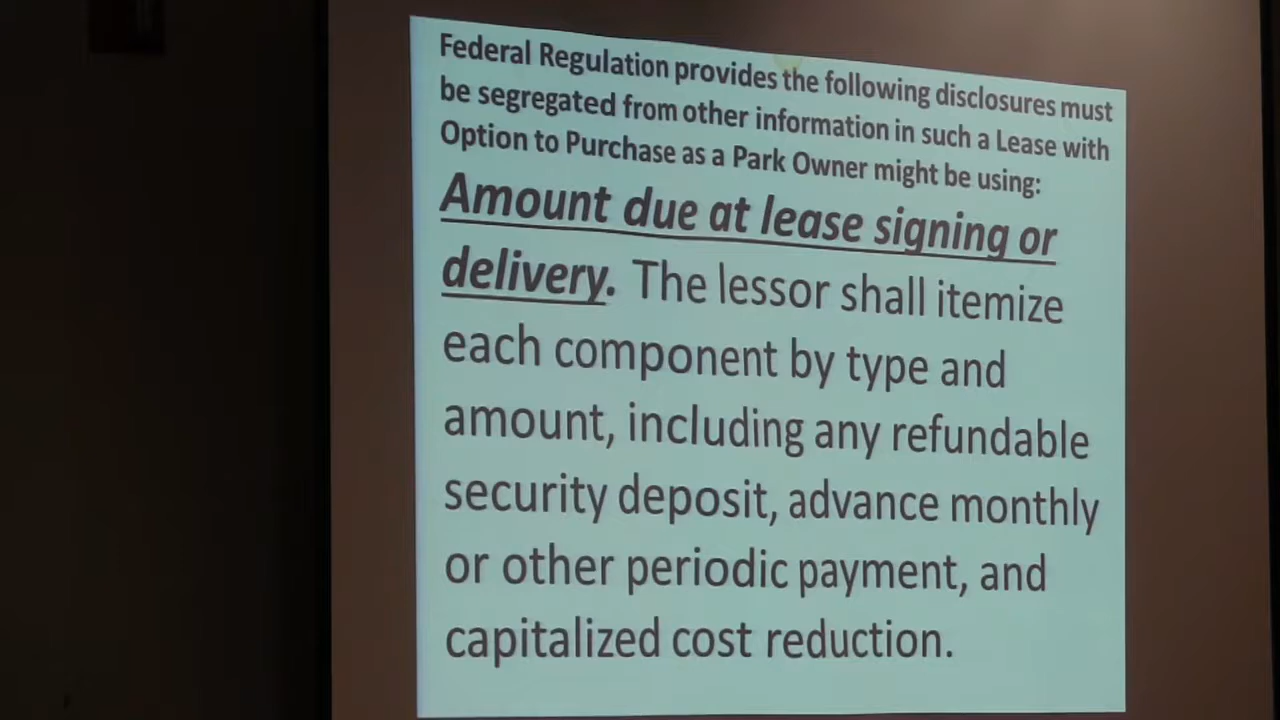 Federal Regulation provides the following disclosures must
be segregated from other information in such a Lease with
Option to Purchase as a Park Owner might be using:
Amount due at lease signing or
delivery. The lessor shall itemize
each component by type and
amount, including any refundable
security deposit, advance monthly
or other periodic payment, and
capitalized cost reduction.